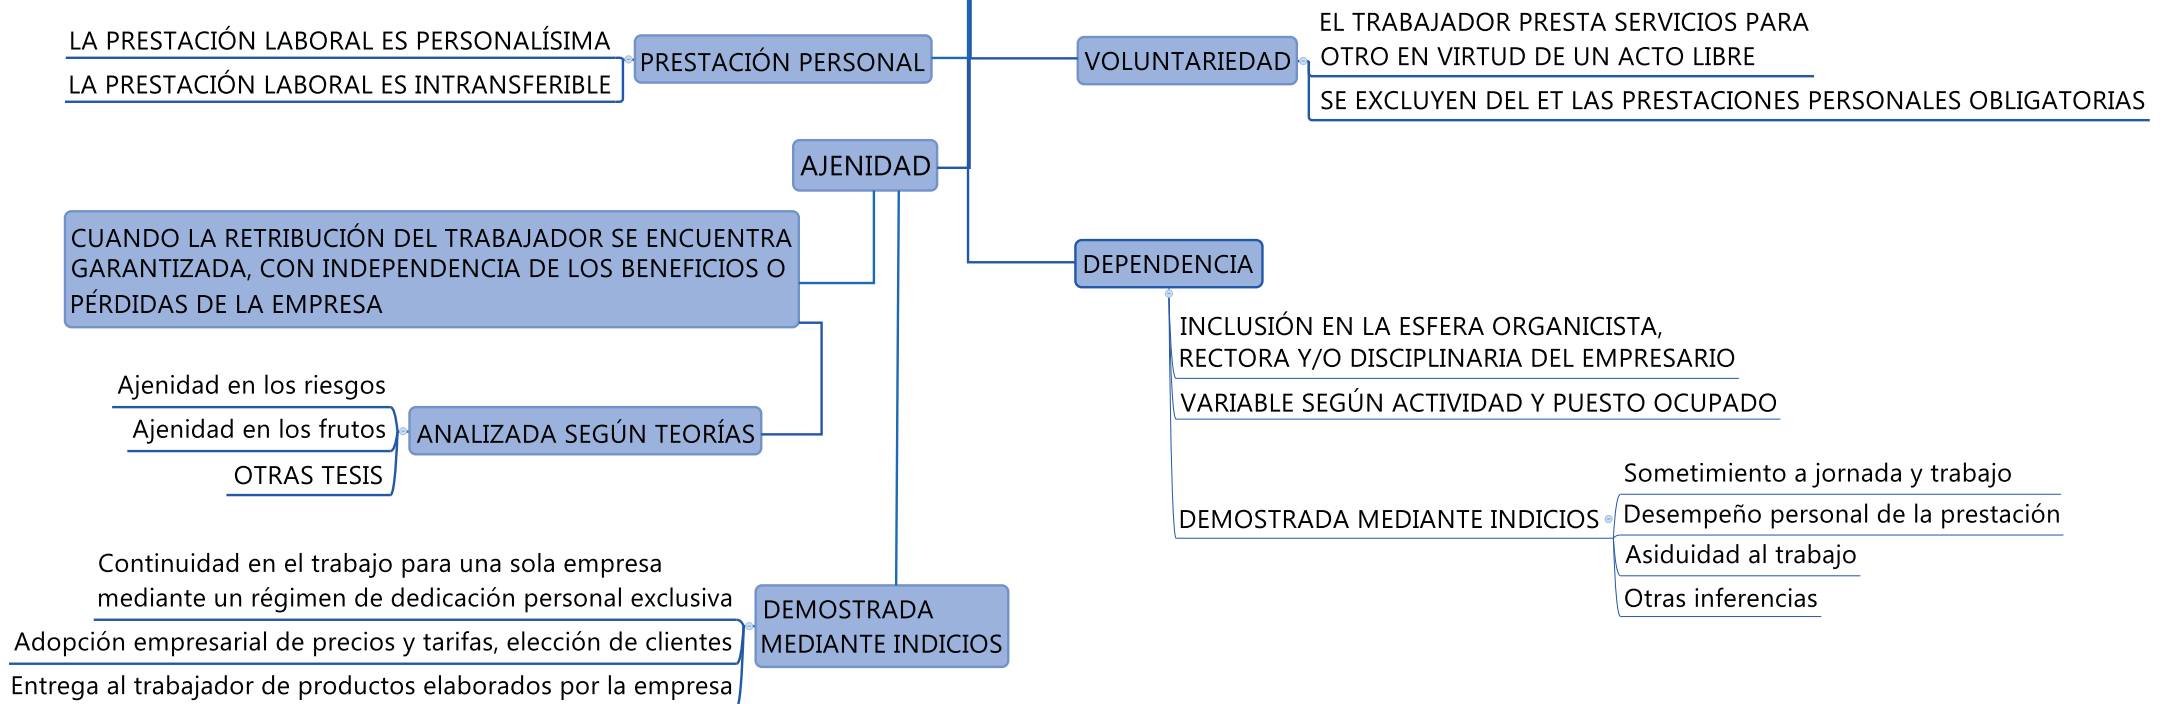 LA PRESTACIÓN LABORAL ES PERSONALÍSIMA
LA PRESTACIÓN LABORAL ES INTRANSFERIBLE
PRESTACIÓN PERSONAL
VOLUNTARIEDAD
EL TRABAJADOR PRESTA SERVICIOS PARA
OTRO EN VIRTUD DE UN ACTO LIBRE
SE EXCLUYEN DEL ET LAS PRESTACIONES PERSONALES OBLIGATORIAS
AJENIDAD
CUANDO LA RETRIBUCIÓN DEL TRABAJADOR SE ENCUENTRA
GARANTIZADA, CON INDEPENDENCIA DE LOS BENEFICIOS O
PÉRDIDAS DE LA EMPRESA
Ajenidad en los riesgos
Ajenidad en los frutos
OTRAS TESIS
ANALIZADA SEGÚN TEORÍAS
Continuidad en el trabajo para una sola empresa
mediante un régimen de dedicación personal exclusiva
Adopción empresarial de precios y tarifas, elección de clientes
Entrega al trabajador de productos elaborados por la empresa
DEMOSTRADA
MEDIANTE INDICIOS
DEPENDENCIA
INCLUSIÓN EN LA ESFERA ORGANICISTA,
RECTORA Y/O DISCIPLINARIA DEL EMPRESARIO
VARIABLE SEGÚN ACTIVIDAD Y PUESTO OCUPADO
DEMOSTRADA MEDIANTE INDICIOS
Sometimiento a jornada y trabajo
Desempeño personal de la prestación
Asiduidad al trabajo
Otras inferencias